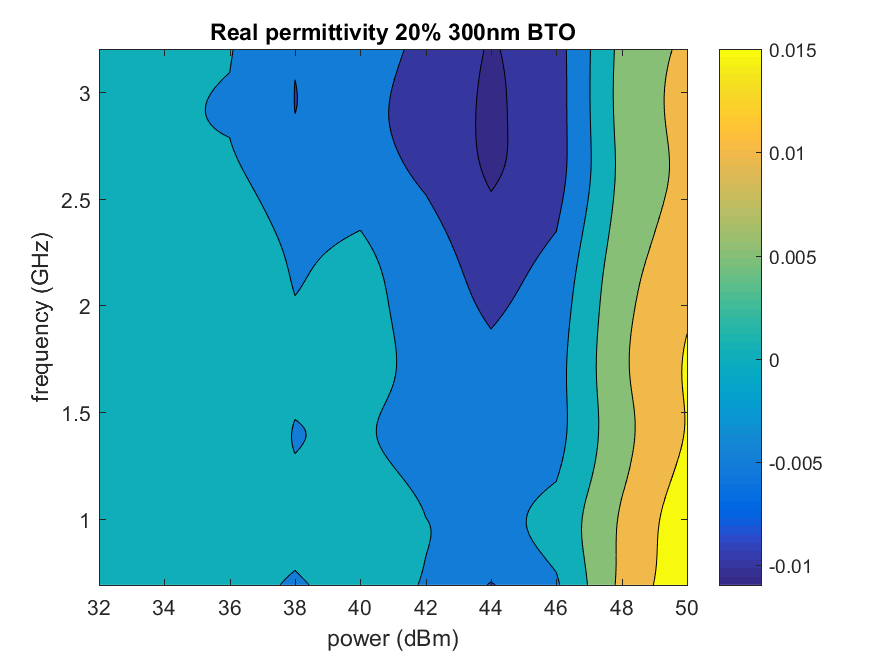 Real permittivity 20% 300nm BTO
0.015
3
0.01
2.5
0.005
frequency (GHz)
2
0
1.5
-0.005
1
-0.01
32 34 36 38 40 42 44 46 48 50
power (dBm)